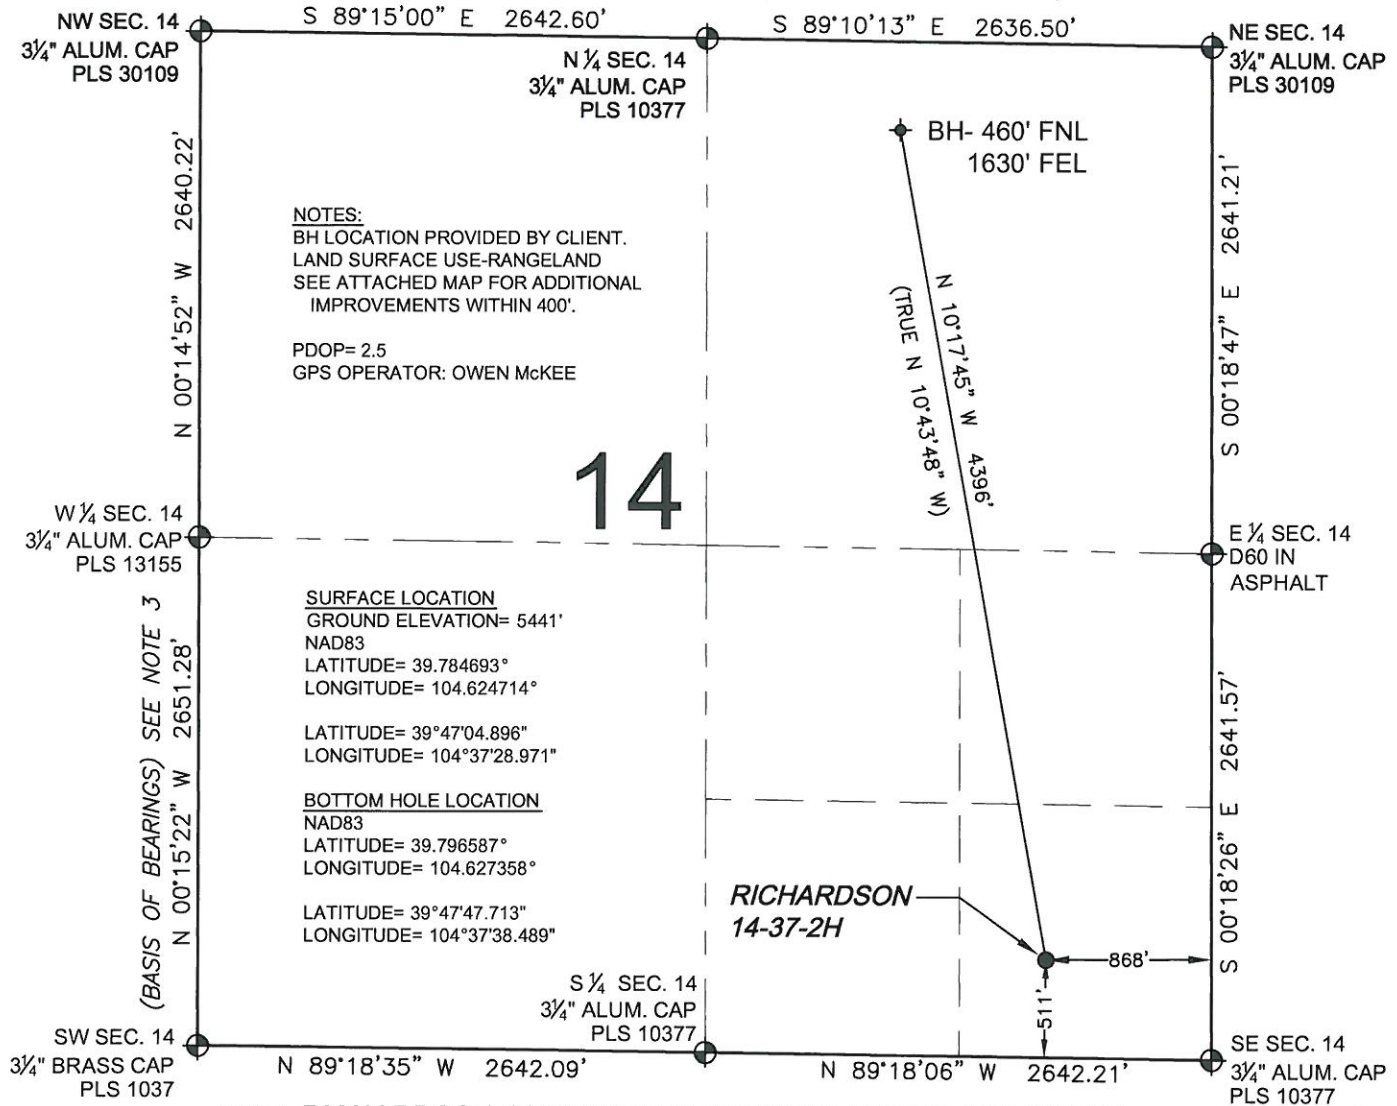 S 89°15'00" E 2642.60'
S 89°10'13" E 2636.50'
NW SEC. 14
3¼" ALUM. CAP
PLS 30109
N ¼ SEC. 14
3¼" ALUM. CAP
PLS 10377
NE SEC. 14
3¼" ALUM. CAP
PLS 30109
BH- 460' FNL
1630' FEL
N 00°14'52" W 2640.22'
NOTES:
BH LOCATION PROVIDED BY CLIENT.
LAND SURFACE USE-RANGELAND
SEE ATTACHED MAP FOR ADDITIONAL
IMPROVEMENTS WITHIN 400'.
PDOP= 2.5
GPS OPERATOR: OWEN McKEE
N 10°17'45" W 4396'
(TRUE N 10°43'48" W)
S 00°18'47" E 2641.21'
14
W ¼ SEC. 14
3¼" ALUM. CAP
PLS 13155
E ¼ SEC. 14
D60 IN
ASPHALT
(BASIS OF BEARINGS) SEE NOTE 3
N 00°15'22" W 2651.28'
SURFACE LOCATION
GROUND ELEVATION= 5441'
NAD83
LATITUDE= 39.784693°
LONGITUDE= 104.624714°
LATITUDE= 39°47'04.896"
LONGITUDE= 104°37'28.971"
BOTTOM HOLE LOCATION
NAD83
LATITUDE= 39.796587°
LONGITUDE= 104.627358°
LATITUDE= 39°47'47.713"
LONGITUDE= 104°37'38.489"
S 00°18'26" E 2641.57'
RICHARDSON
14-37-2H
868'
511'
S ¼ SEC. 14
3¼" ALUM. CAP
PLS 10377
SW SEC. 14
3¼" BRASS CAP
PLS 1037
N 89°18'35" W 2642.09'
N 89°18'06" W 2642.21'
SE SEC. 14
3¼" ALUM. CAP
PLS 10377